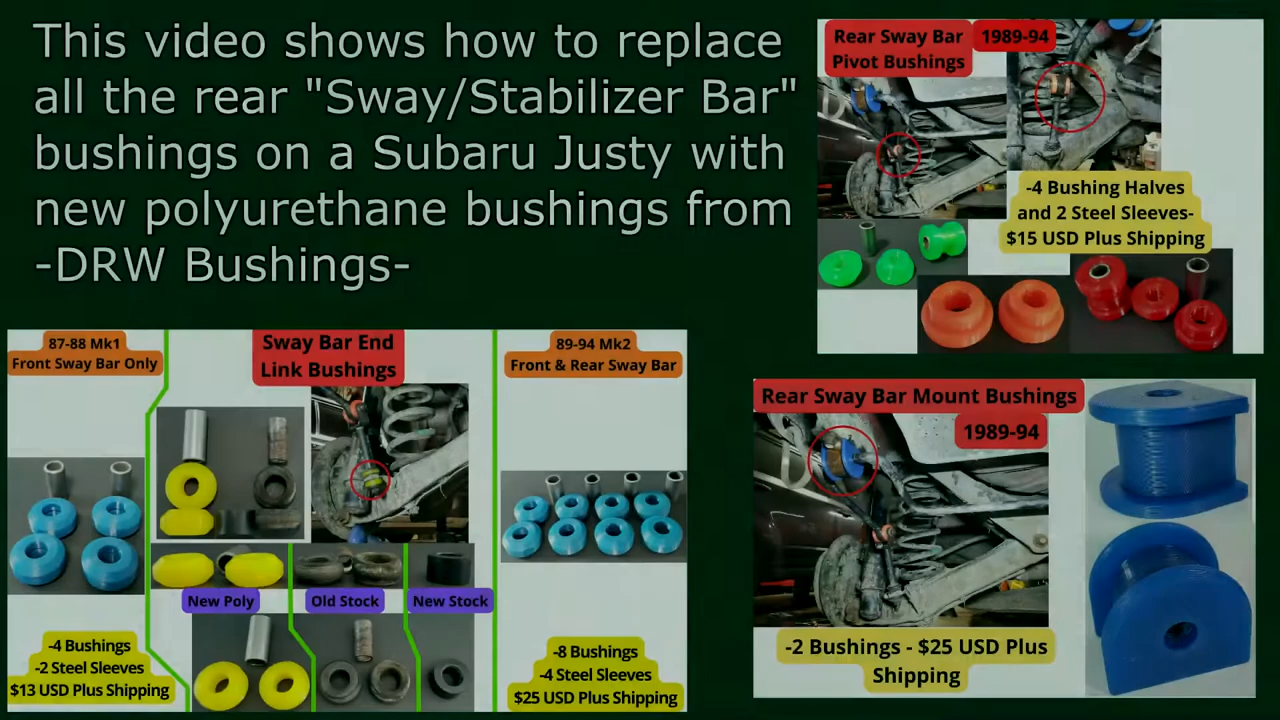 This video shows how to replace
all the rear "Sway/Stabilizer Bar"
bushings on a Subaru Justy with
new polyurethane bushings from
-DRW Bushings-
Rear Sway Bar
Pivot Bushings
1989-94
-4 Bushing Halves
and 2 Steel Sleeves-
$15 USD Plus Shipping
87-88 Mk1
Front Sway Bar Only
Sway Bar End
Link Bushings
89-94 Mk2
Front & Rear Sway Bar
New Poly
Old Stock
New Stock
-4 Bushings
-2 Steel Sleeves
$13 USD Plus Shipping
-8 Bushings
-4 Steel Sleeves
$25 USD Plus Shipping
Rear Sway Bar Mount Bushings
1989-94
-2 Bushings - $25 USD Plus
Shipping